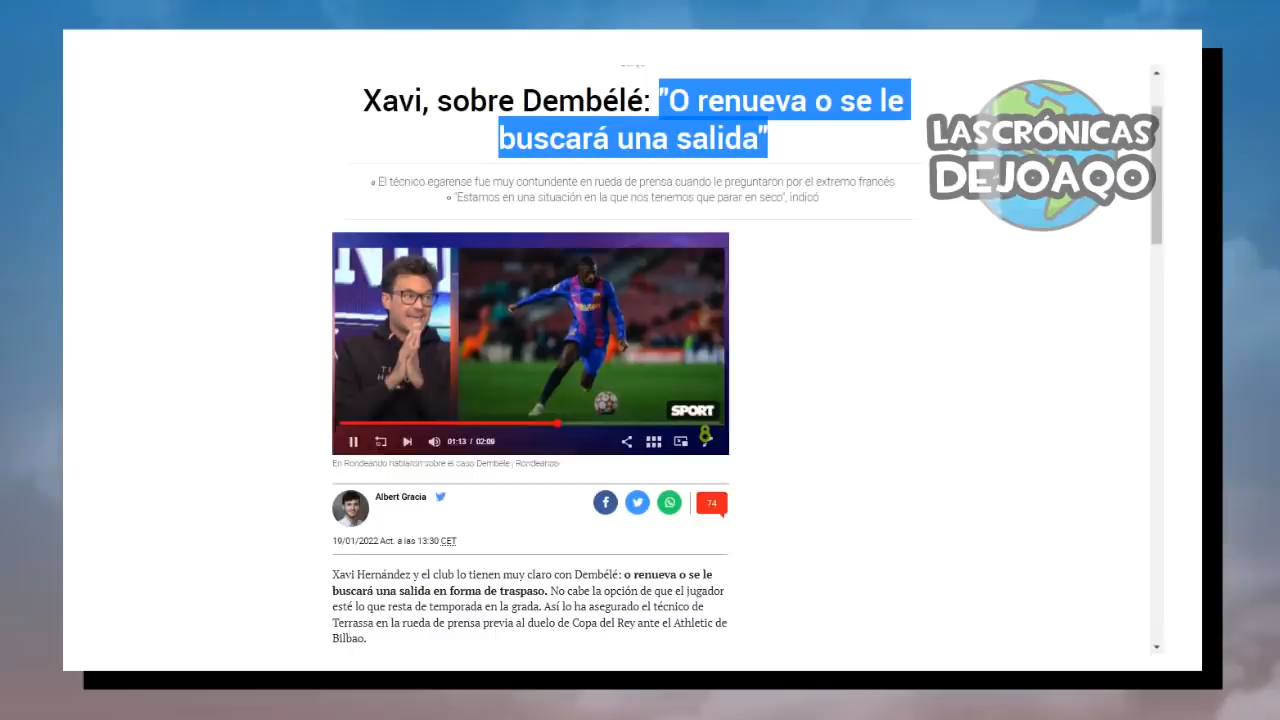 Xavi, sobre Dembélé: "O renueva o se le
buscará una salida"
LASCRÓNICAS
DEJOAQO
El técnico egarense fue muy contundente en rueda de prensa cuando le preguntaron por el extremo francés
"Estamos en una situación en la que nos tenemos que parar en seco", indicó
SPORT
01:13 / 02:09
En Rondeando hablaron sobre el caso Dembélé | Rondeando
Albert Gracia
74
19/01/2022 Act. a las 13:30 CET
Xavi Hernández y el club lo tienen muy claro con Dembélé: o renueva o se le
buscará una salida en forma de traspaso. No cabe la opción de que el jugador
esté lo que resta de temporada en la grada. Así lo ha asegurado el técnico de
Terrassa en la rueda de prensa previa al duelo de Copa del Rey ante el Athletic de
Bilbao.